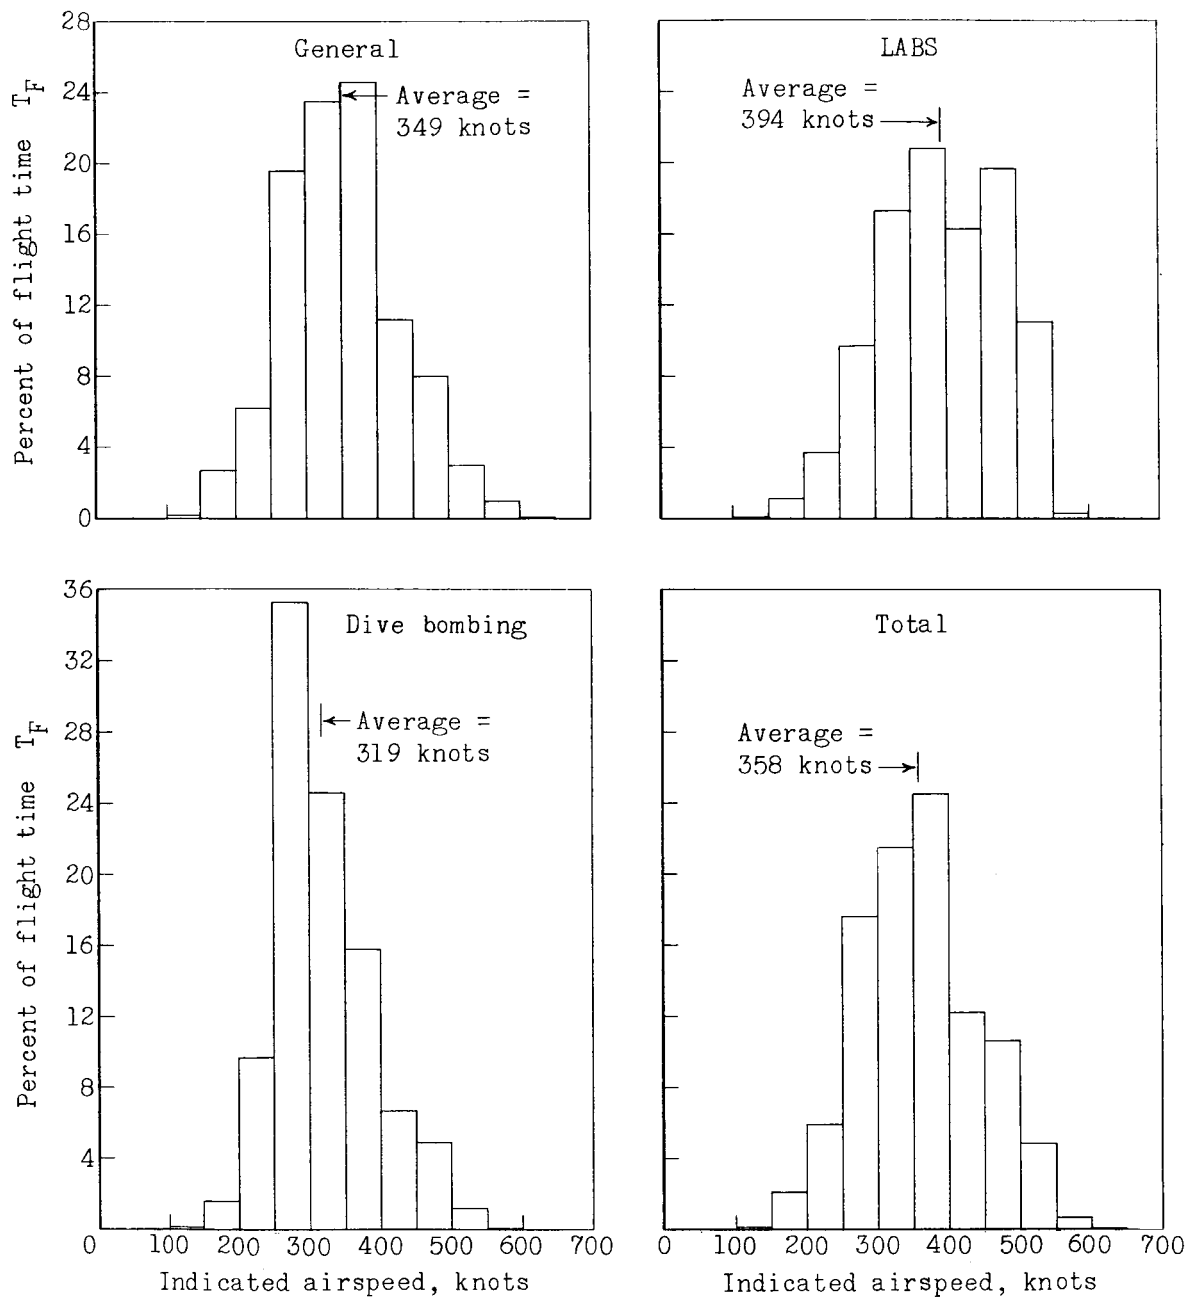 General
Average =
349 knots
Percent of flight time T_F
28
24
20
16
12
8
4
0
LABS
Average =
394 knots
Dive bombing
Average =
319 knots
Percent of flight time T_F
36
32
28
24
20
16
12
8
4
0 100 200 300 400 500 600 700
Indicated airspeed, knots
Total
Average =
358 knots
0 100 200 300 400 500 600 700
Indicated airspeed, knots